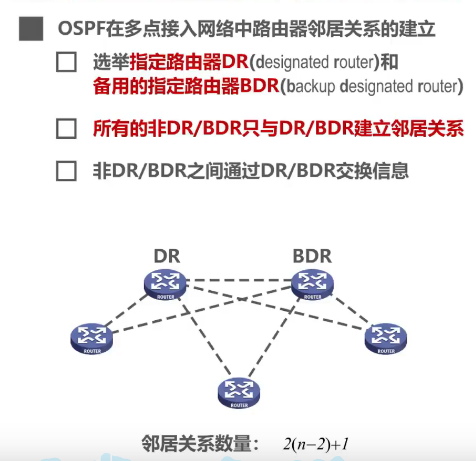 OSPF在多点接入网络中路由器邻居关系的建立
选举指定路由器DR(designated router)和
备用的指定路由器BDR(backup designated router)
所有的非DR/BDR只与DR/BDR建立邻居关系
非DR/BDR之间通过DR/BDR交换信息
DR BDR
ROUTER ROUTER
ROUTER ROUTER
ROUTER
邻居关系数量： 2(n−2)+1